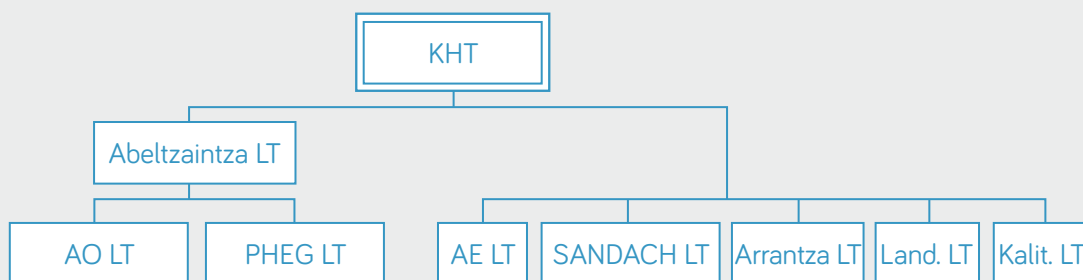 KHT
Abeltzaintza LT
AO LT
PHEG LT
AE LT
SANDACH LT
Arrantza LT
Land. LT
Kalit. LT